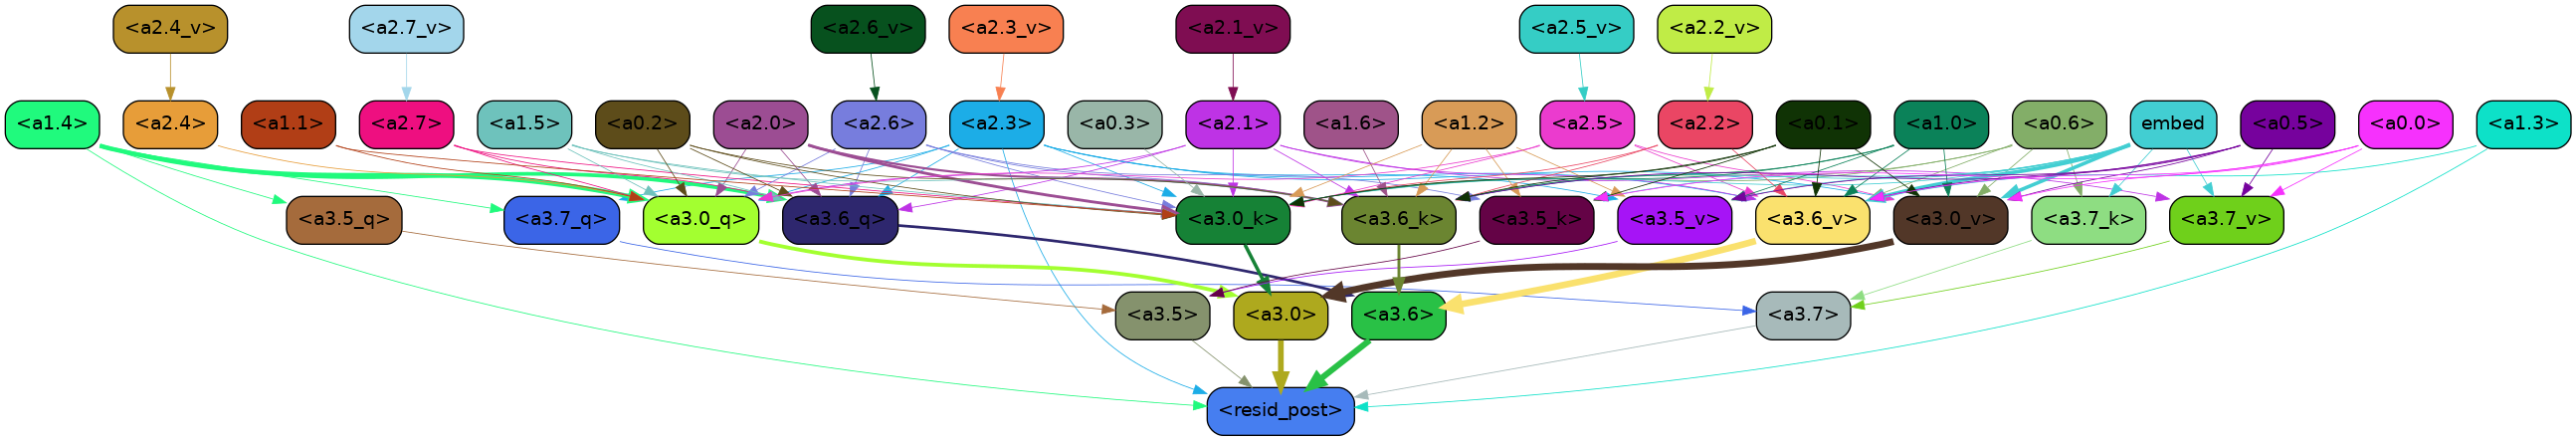 <a2.4_v> <a2.7_v> <a2.6_v> <a2.3_v> <a2.1_v> <a2.5_v> <a2.2_v>
<a1.4> <a2.4> <a1.1> <a2.7> <a1.5> <a0.2> <a2.0> <a2.6> <a2.3> <a0.3> <a2.1> <a1.6> <a1.2> <a2.5> <a2.2> <a0.1> <a1.0> <a0.6> embed <a0.5> <a0.0> <a1.3>
<a3.5_q> <a3.7_q> <a3.0_q> <a3.6_q> <a3.0_k> <a3.6_k> <a3.5_k> <a3.5_v> <a3.6_v> <a3.0_v> <a3.7_k> <a3.7_v>
<a3.5> <a3.0> <a3.6> <a3.7>
<resid_post>